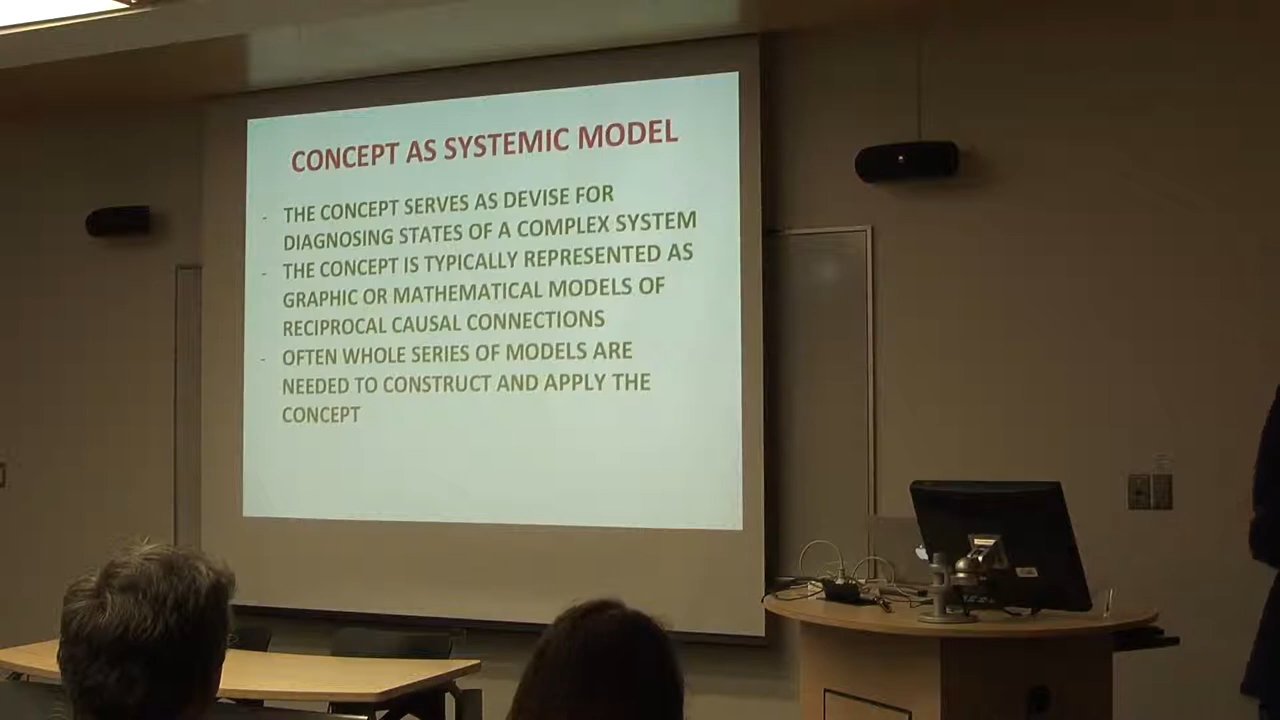 CONCEPT AS SYSTEMIC MODEL
- THE CONCEPT SERVES AS DEVISE FOR
DIAGNOSING STATES OF A COMPLEX SYSTEM
- THE CONCEPT IS TYPICALLY REPRESENTED AS
GRAPHIC OR MATHEMATICAL MODELS OF
RECIPROCAL CAUSAL CONNECTIONS
- OFTEN WHOLE SERIES OF MODELS ARE
NEEDED TO CONSTRUCT AND APPLY THE
CONCEPT